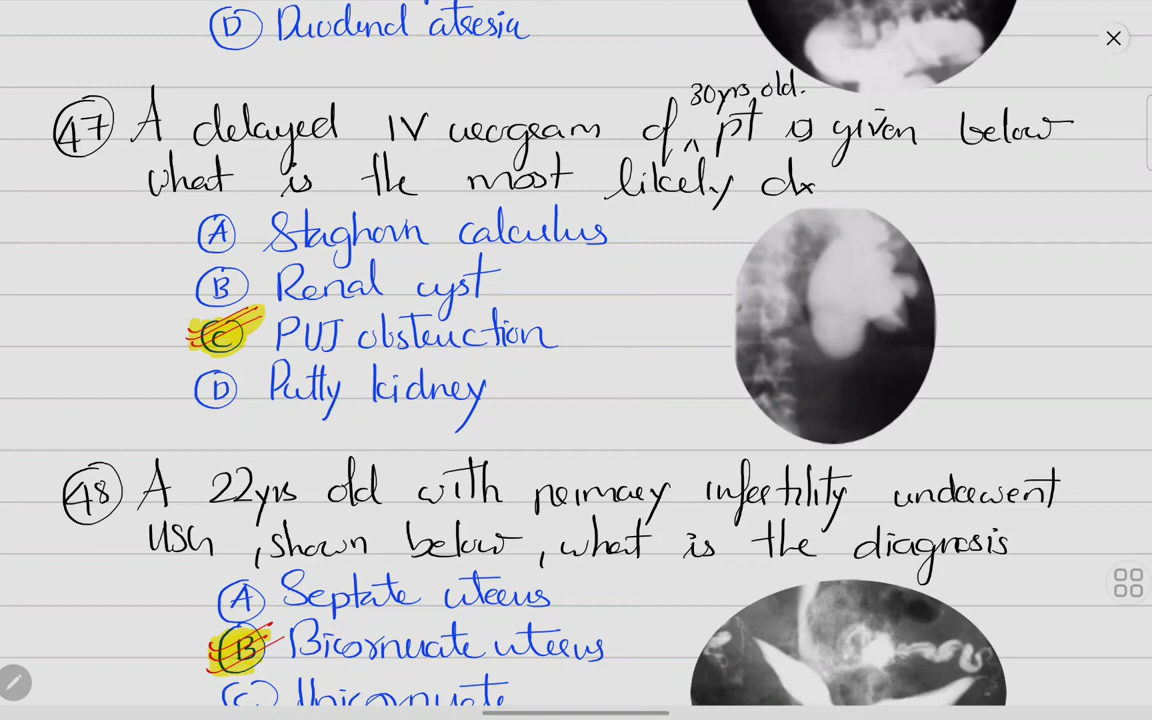 D Duodenal atresia
47 A delayed IV urogram of 30yrs old. pt is given below
what is the most likely dx
A Staghorn calculus
B Renal cyst
C PUJ obstruction
D Putty kidney
48 A 22yrs old with primary infertility underwent
USG, shown below, what is the diagnosis
A Septate uterus
B Bicornuate uterus
(C) Unicornuate